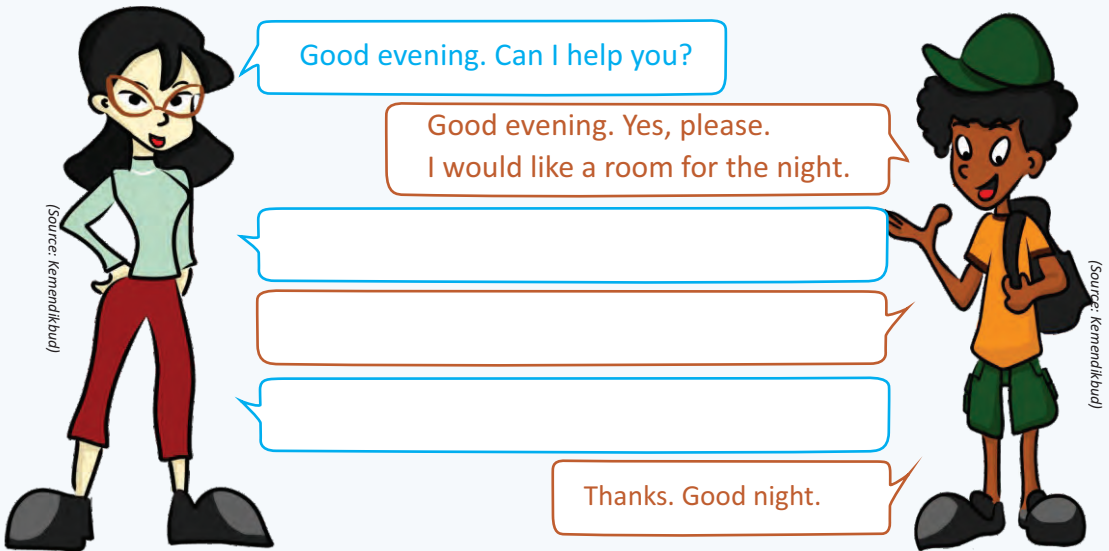 Good evening. Can I help you?
Good evening. Yes, please.
I would like a room for the night.
(Source: Kemendikbud)
(Source: Kemendikbud)
Thanks. Good night.